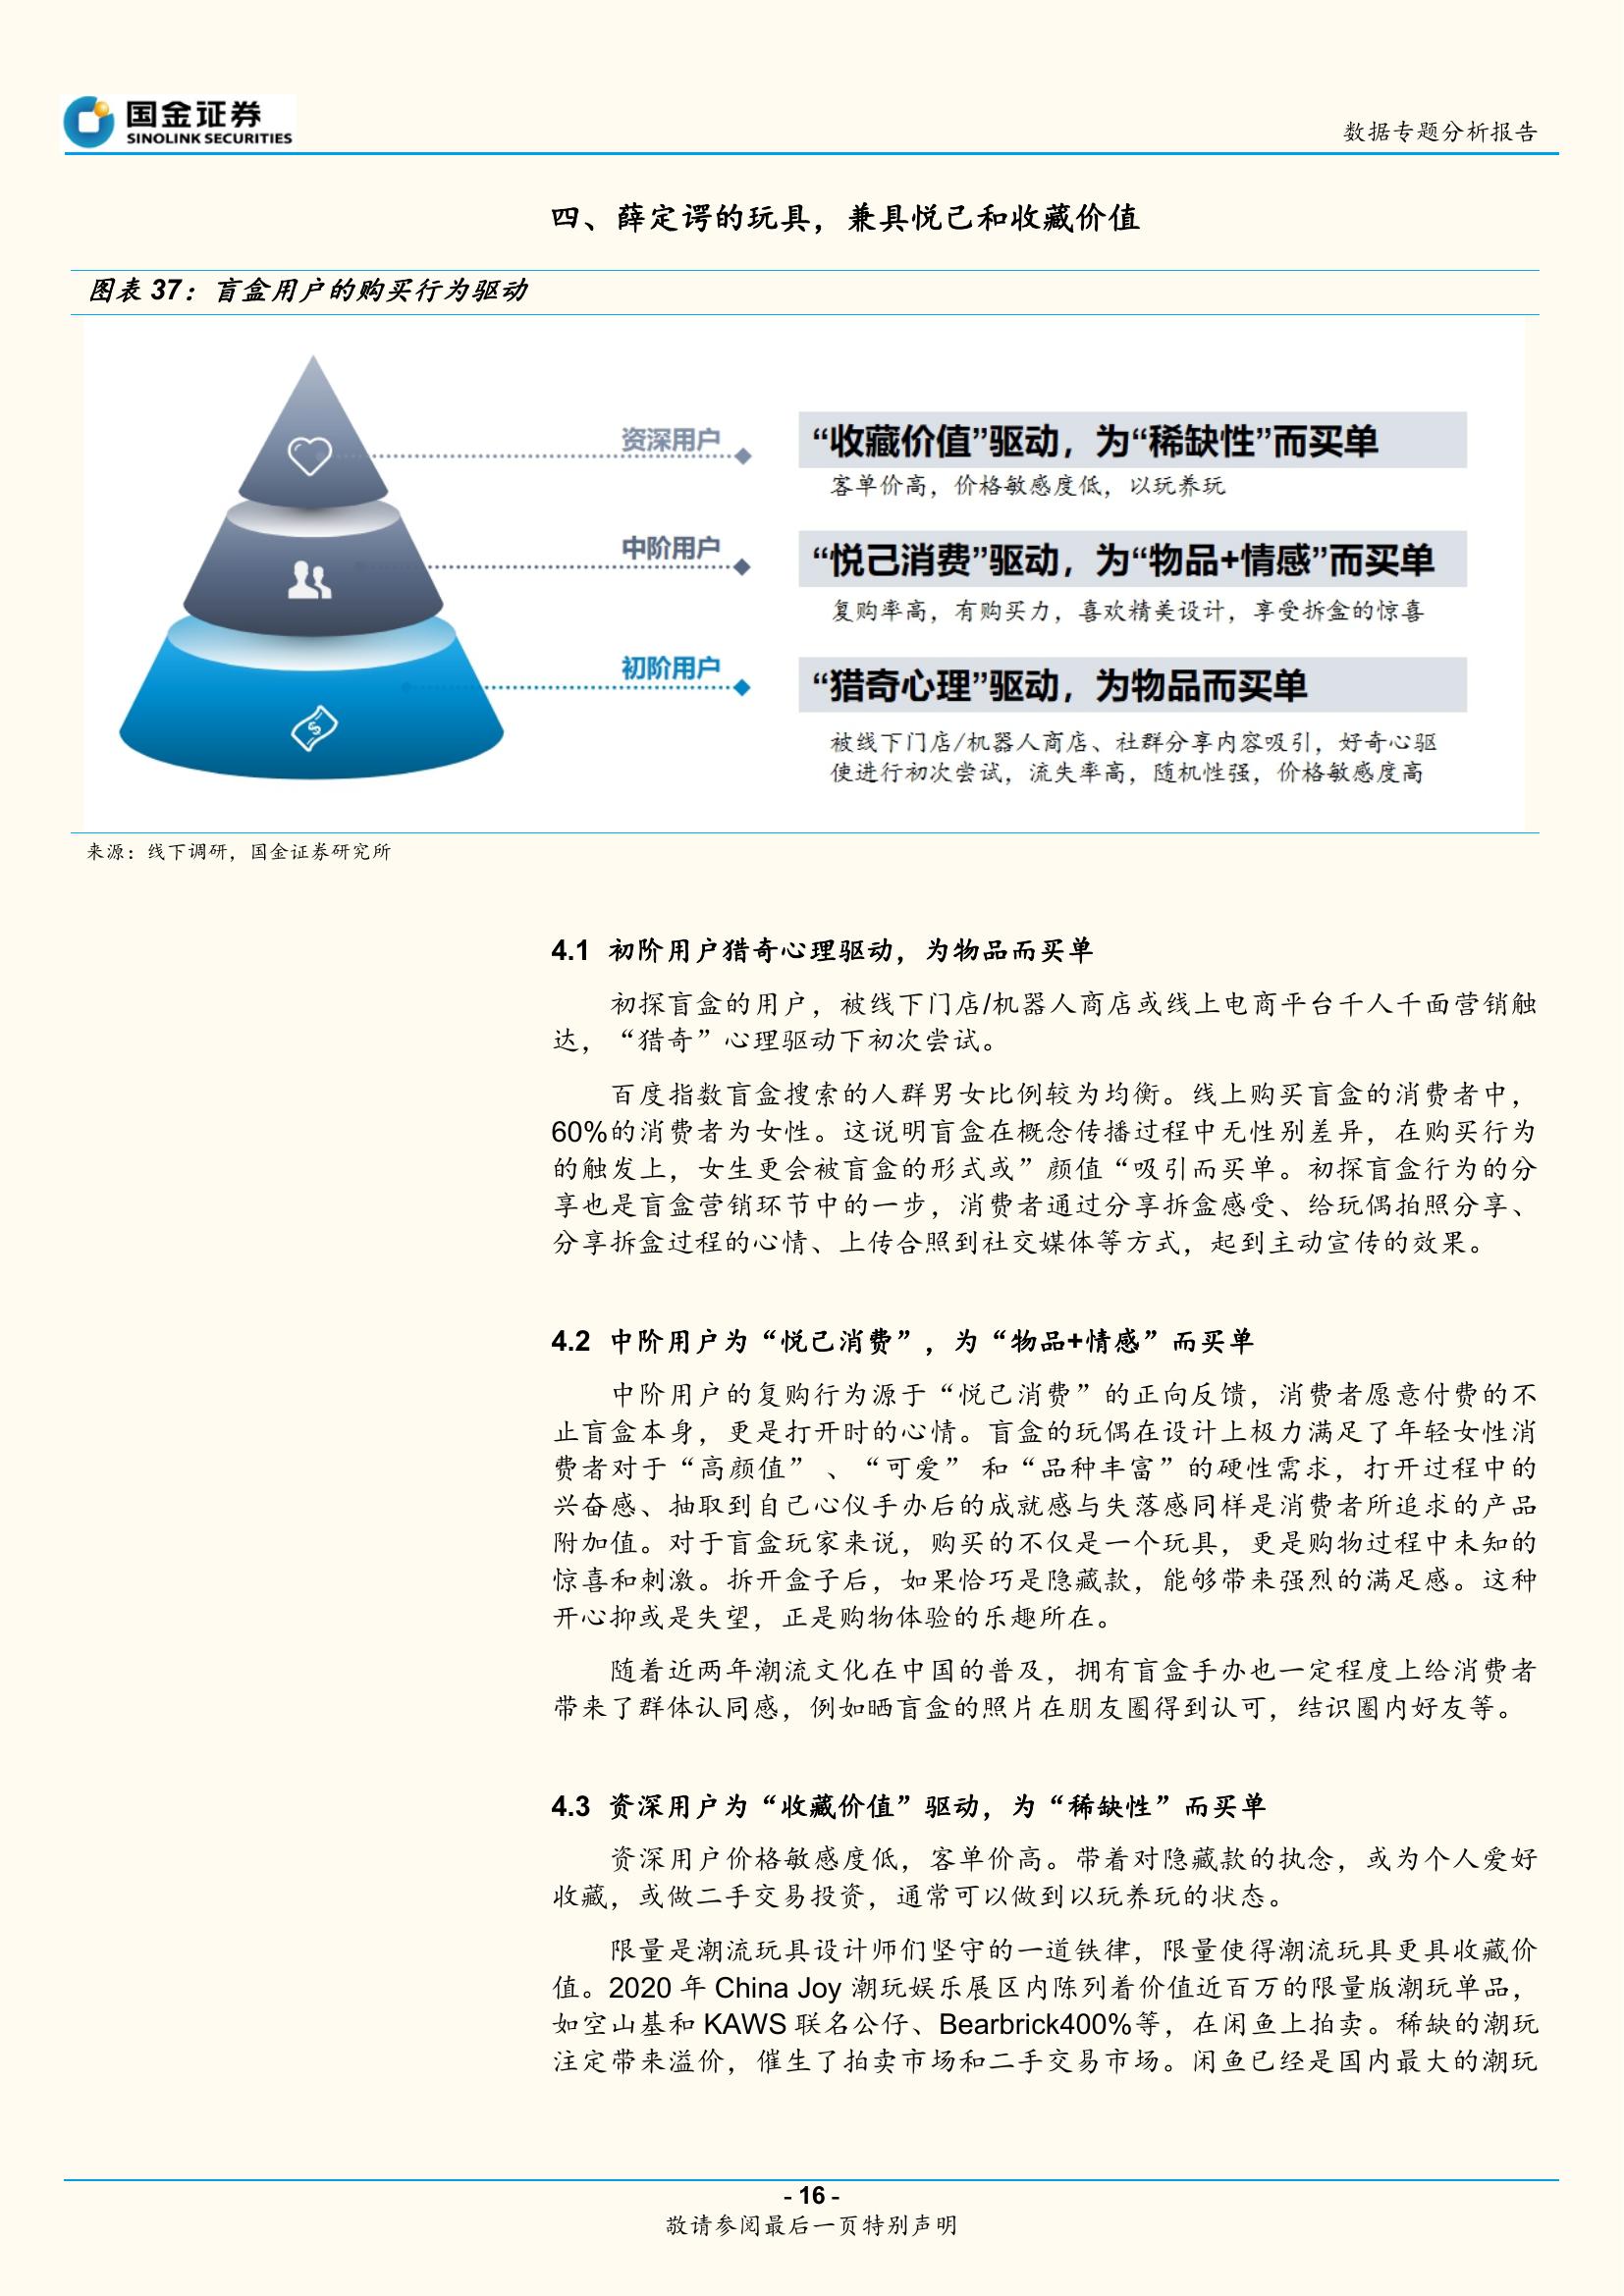 国金证券
SINOLINK SECURITIES
数据专题分析报告
四、薛定谔的玩具，兼具悦己和收藏价值
图表 37：盲盒用户的购买行为驱动
资深用户
“收藏价值”驱动，为“稀缺性”而买单
客单价高，价格敏感度低，以玩养玩
中阶用户
“悦己消费”驱动，为“物品+情感”而买单
复购率高，有购买力，喜欢精美设计，享受拆盒的惊喜
初阶用户
“猎奇心理”驱动，为物品而买单
被线下门店/机器人商店、社群分享内容吸引，好奇心驱
使进行初次尝试，流失率高，随机性强，价格敏感度高
来源：线下调研，国金证券研究所
4.1 初阶用户猎奇心理驱动，为物品而买单
初探盲盒的用户，被线下门店/机器人商店或线上电商平台千人千面营销触
达，“猎奇”心理驱动下初次尝试。
百度指数盲盒搜索的人群男女比例较为均衡。线上购买盲盒的消费者中，
60%的消费者为女性。这说明盲盒在概念传播过程中无性别差异，在购买行为
的触发上，女生更会被盲盒的形式或”颜值“吸引而买单。初探盲盒行为的分
享也是盲盒营销环节中的一步，消费者通过分享拆盒感受、给玩偶拍照分享、
分享拆盒过程的心情、上传合照到社交媒体等方式，起到主动宣传的效果。
4.2 中阶用户为“悦己消费”，为“物品+情感”而买单
中阶用户的复购行为源于“悦己消费”的正向反馈，消费者愿意付费的不
止盲盒本身，更是打开时的心情。盲盒的玩偶在设计上极力满足了年轻女性消
费者对于“高颜值”、“可爱” 和“品种丰富”的硬性需求，打开过程中的
兴奋感、抽取到自己心仪手办后的成就感与失落感同样是消费者所追求的产品
附加值。对于盲盒玩家来说，购买的不仅是一个玩具，更是购物过程中未知的
惊喜和刺激。拆开盒子后，如果恰巧是隐藏款，能够带来强烈的满足感。这种
开心抑或是失望，正是购物体验的乐趣所在。
随着近两年潮流文化在中国的普及，拥有盲盒手办也一定程度上给消费者
带来了群体认同感，例如晒盲盒的照片在朋友圈得到认可，结识圈内好友等。
4.3 资深用户为“收藏价值”驱动，为“稀缺性”而买单
资深用户价格敏感度低，客单价高。带着对隐藏款的执念，或为个人爱好
收藏，或做二手交易投资，通常可以做到以玩养玩的状态。
限量是潮流玩具设计师们坚守的一道铁律，限量使得潮流玩具更具收藏价
值。2020 年 China Joy 潮玩娱乐展区内陈列着价值近百万的限量版潮玩单品，
如空山基和 KAWS 联名公仔、Bearbrick400%等，在闲鱼上拍卖。稀缺的潮玩
注定带来溢价，催生了拍卖市场和二手交易市场。闲鱼已经是国内最大的潮玩
- 16 -
敬请参阅最后一页特别声明